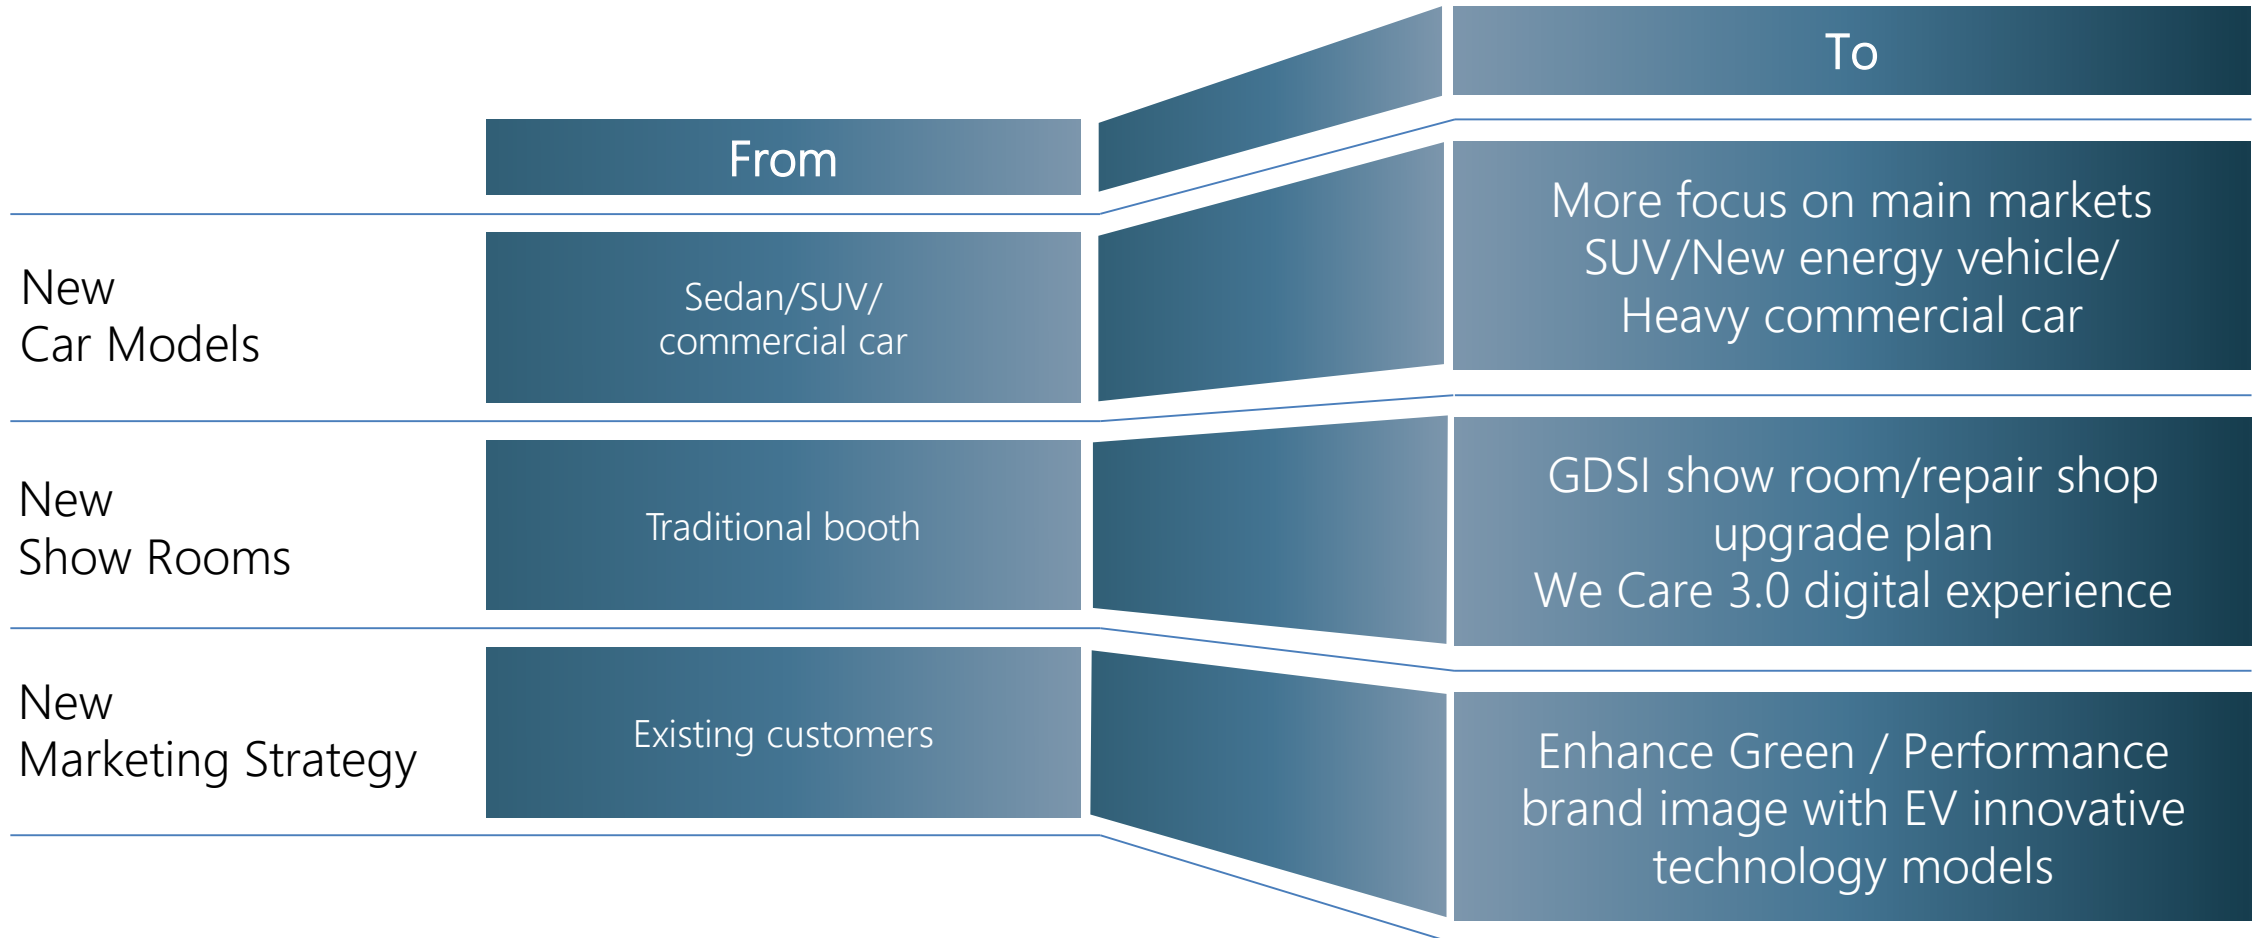 From
To
New
Car Models
Sedan/SUV/
commercial car
More focus on main markets
SUV/New energy vehicle/
Heavy commercial car
New
Show Rooms
Traditional booth
GDSI show room/repair shop
upgrade plan
We Care 3.0 digital experience
New
Marketing Strategy
Existing customers
Enhance Green / Performance
brand image with EV innovative
technology models